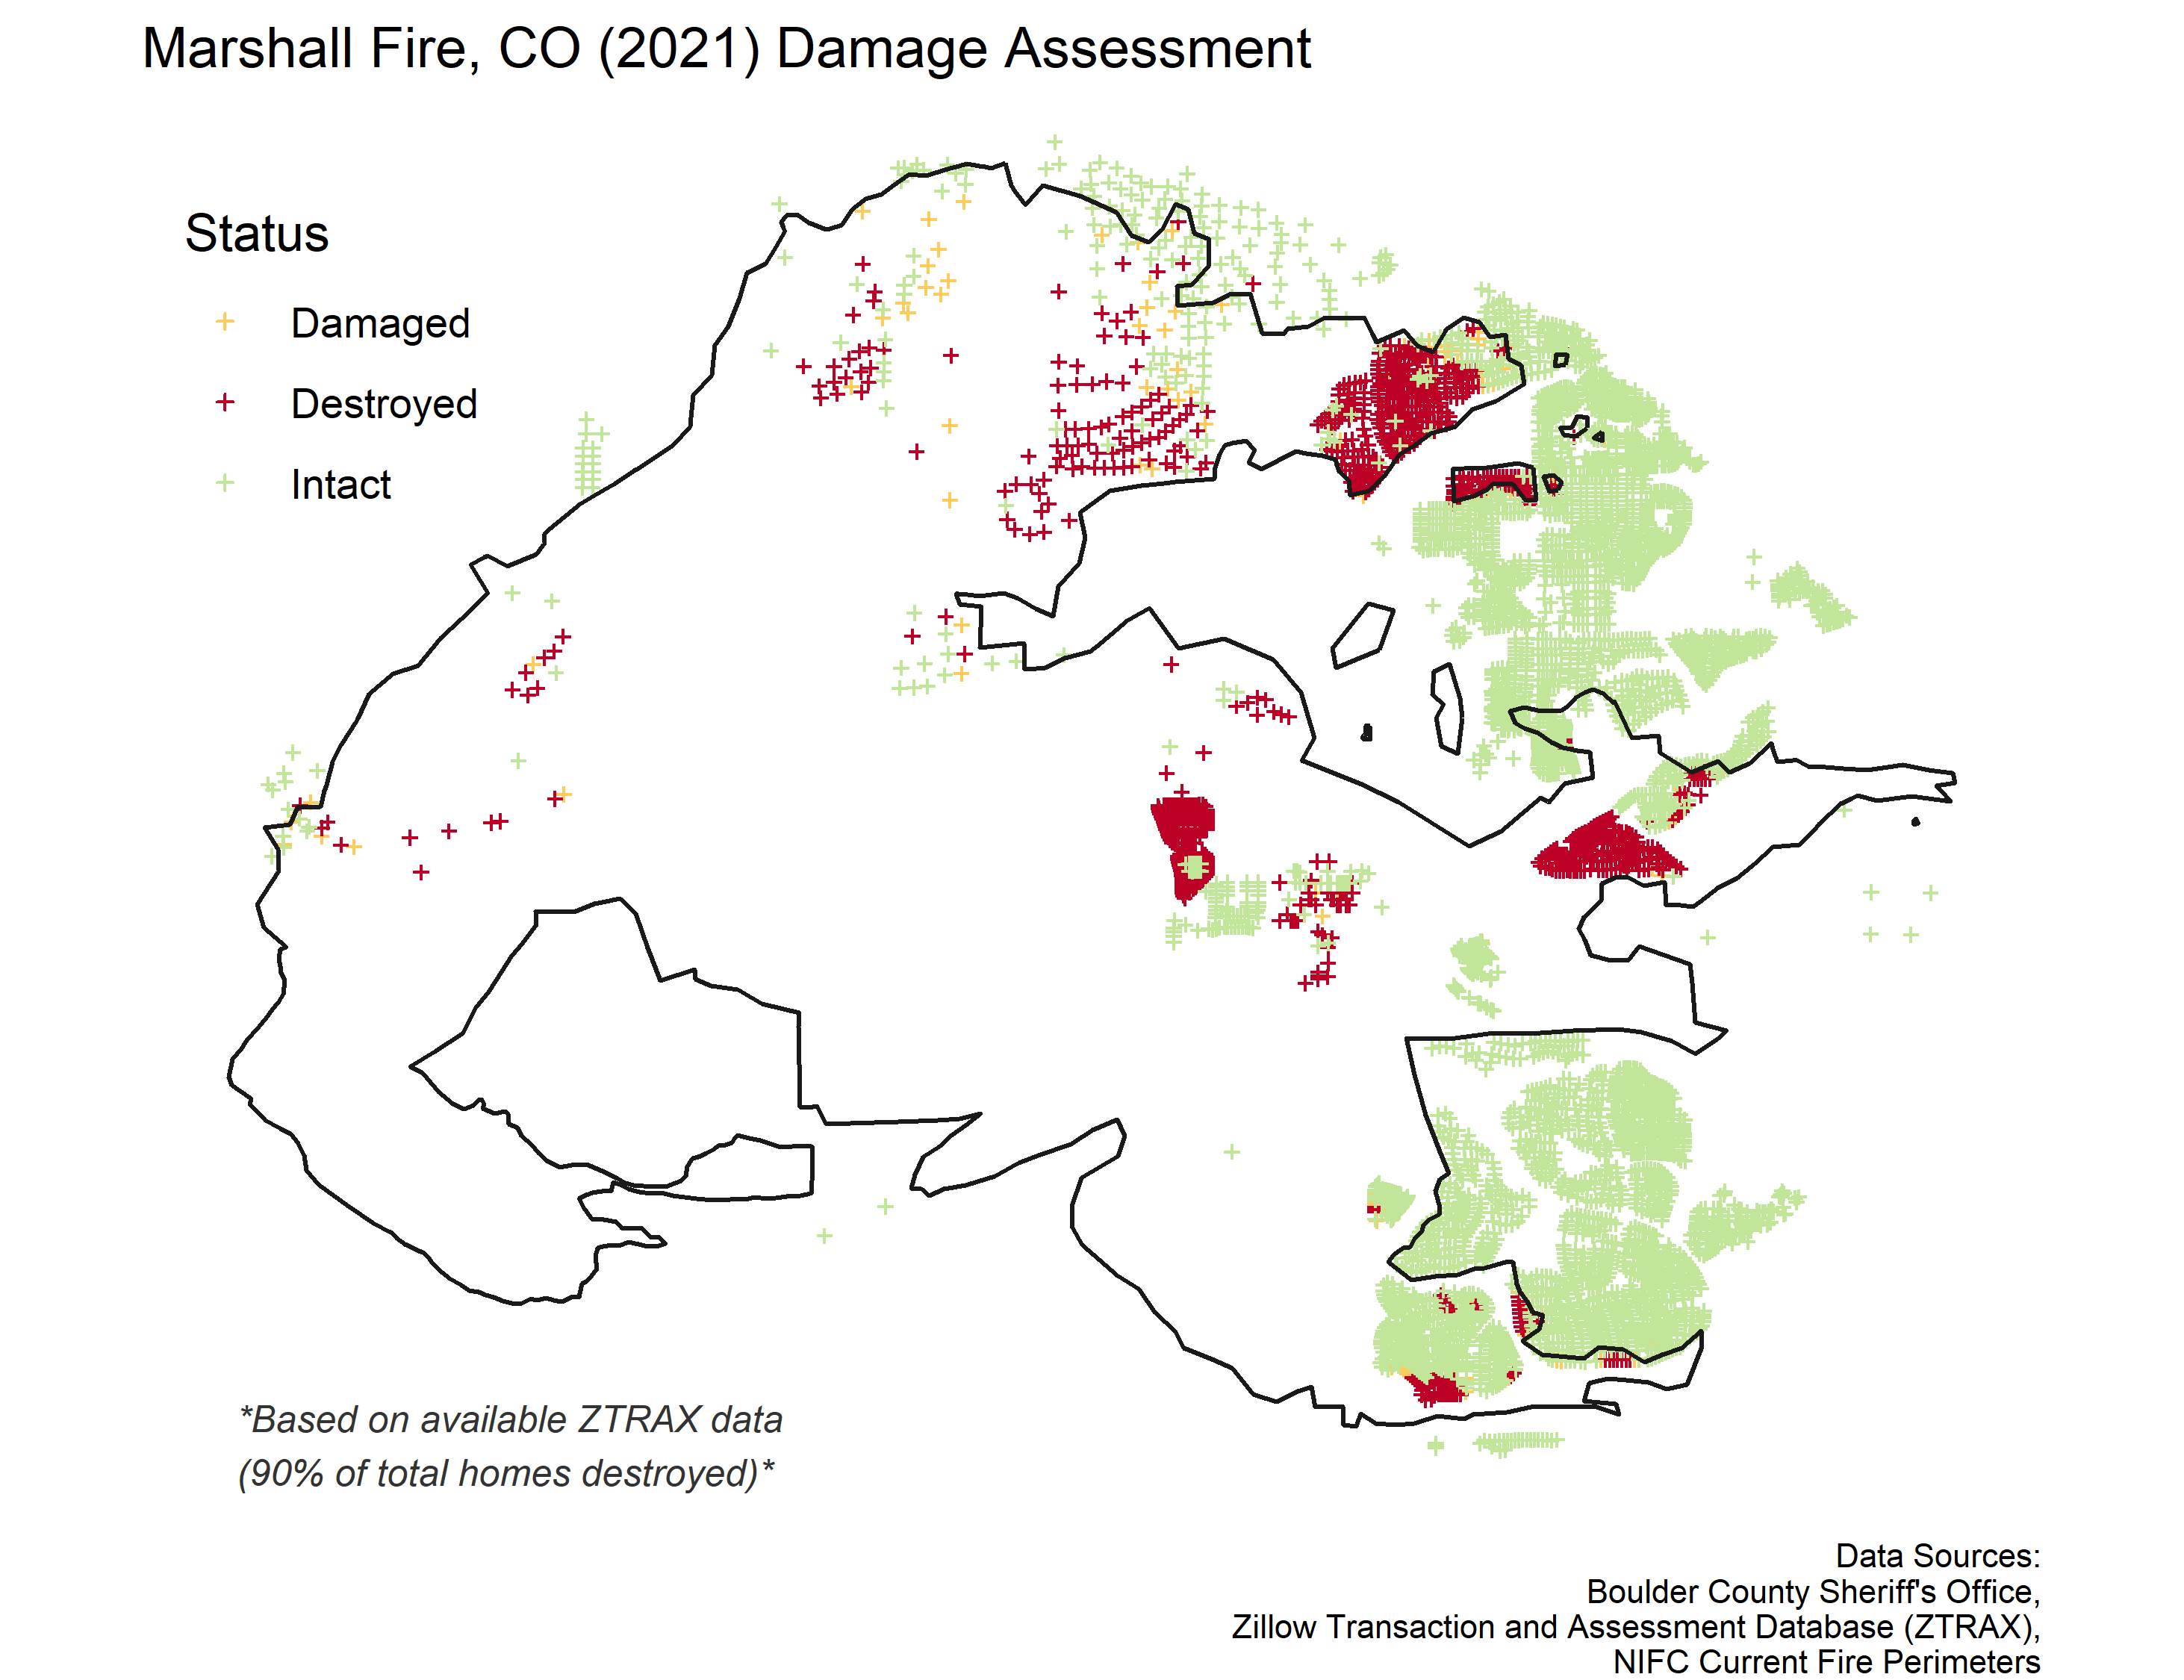 Marshall Fire, CO (2021) Damage Assessment
Status
Damaged
Destroyed
Intact
*Based on available ZTRAX data
(90% of total homes destroyed)*
Data Sources:
Boulder County Sheriff's Office,
Zillow Transaction and Assessment Database (ZTRAX),
NIFC Current Fire Perimeters